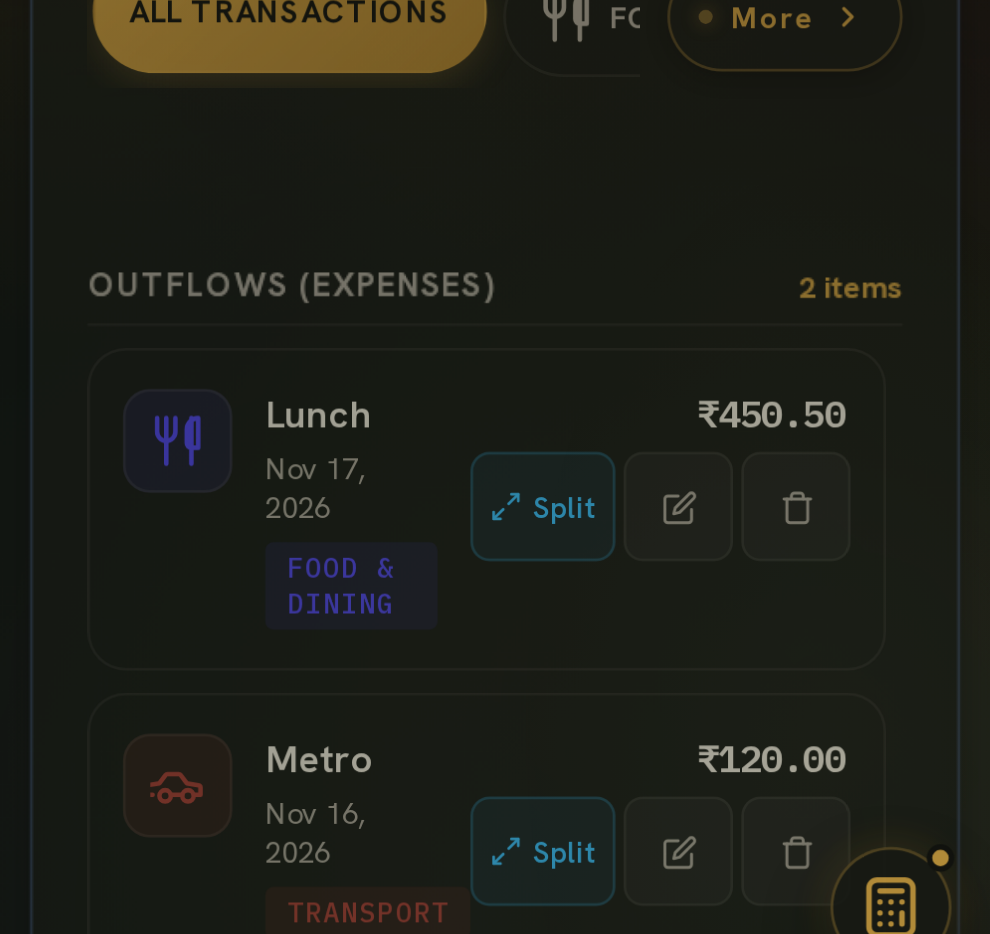 ALL TRANSACTIONS
More
OUTFLOWS (EXPENSES)
2 items
Lunch
₹450.50
Nov 17,
2026
Split
FOOD &
DINING
Metro
₹120.00
Nov 16,
2026
Split
TRANSPORT